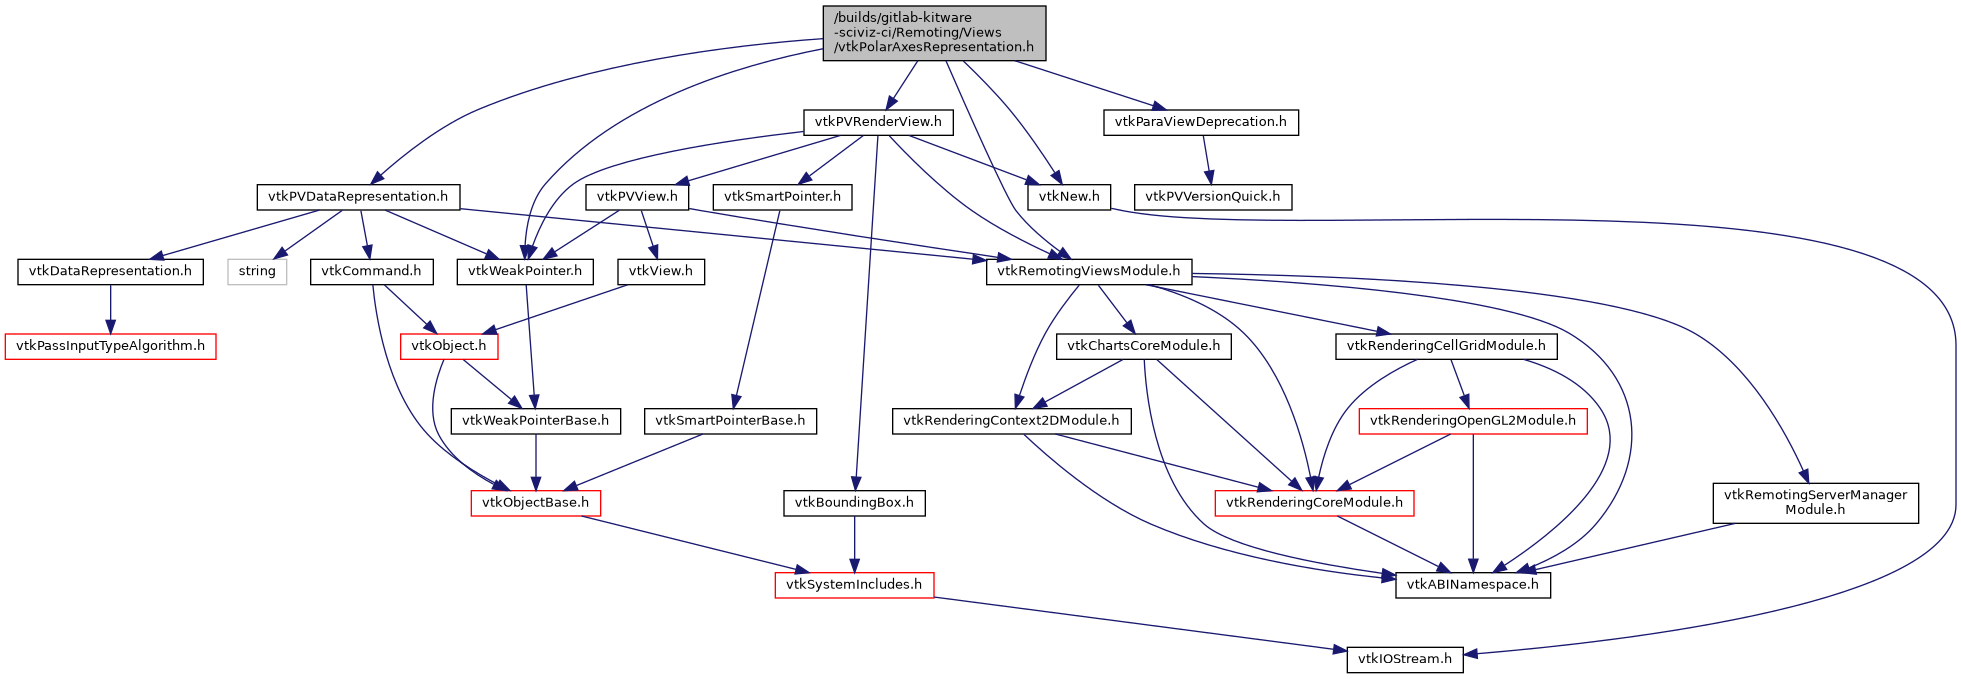 /builds/gitlab-kitware
-sciviz-ci/Remoting/Views
/vtkPolarAxesRepresentation.h
vtkPVRenderView.h
vtkParaViewDeprecation.h
vtkPVDataRepresentation.h
vtkPVView.h
vtkSmartPointer.h
vtkNew.h
vtkPVVersionQuick.h
vtkDataRepresentation.h
string
vtkCommand.h
vtkWeakPointer.h
vtkView.h
vtkRemotingViewsModule.h
vtkPassInputTypeAlgorithm.h
vtkObject.h
vtkChartsCoreModule.h
vtkRenderingCellGridModule.h
vtkWeakPointerBase.h
vtkSmartPointerBase.h
vtkRenderingContext2DModule.h
vtkRenderingOpenGL2Module.h
vtkObjectBase.h
vtkBoundingBox.h
vtkRenderingCoreModule.h
vtkRemotingServerManager
Module.h
vtkSystemIncludes.h
vtkABINamespace.h
vtkIOStream.h